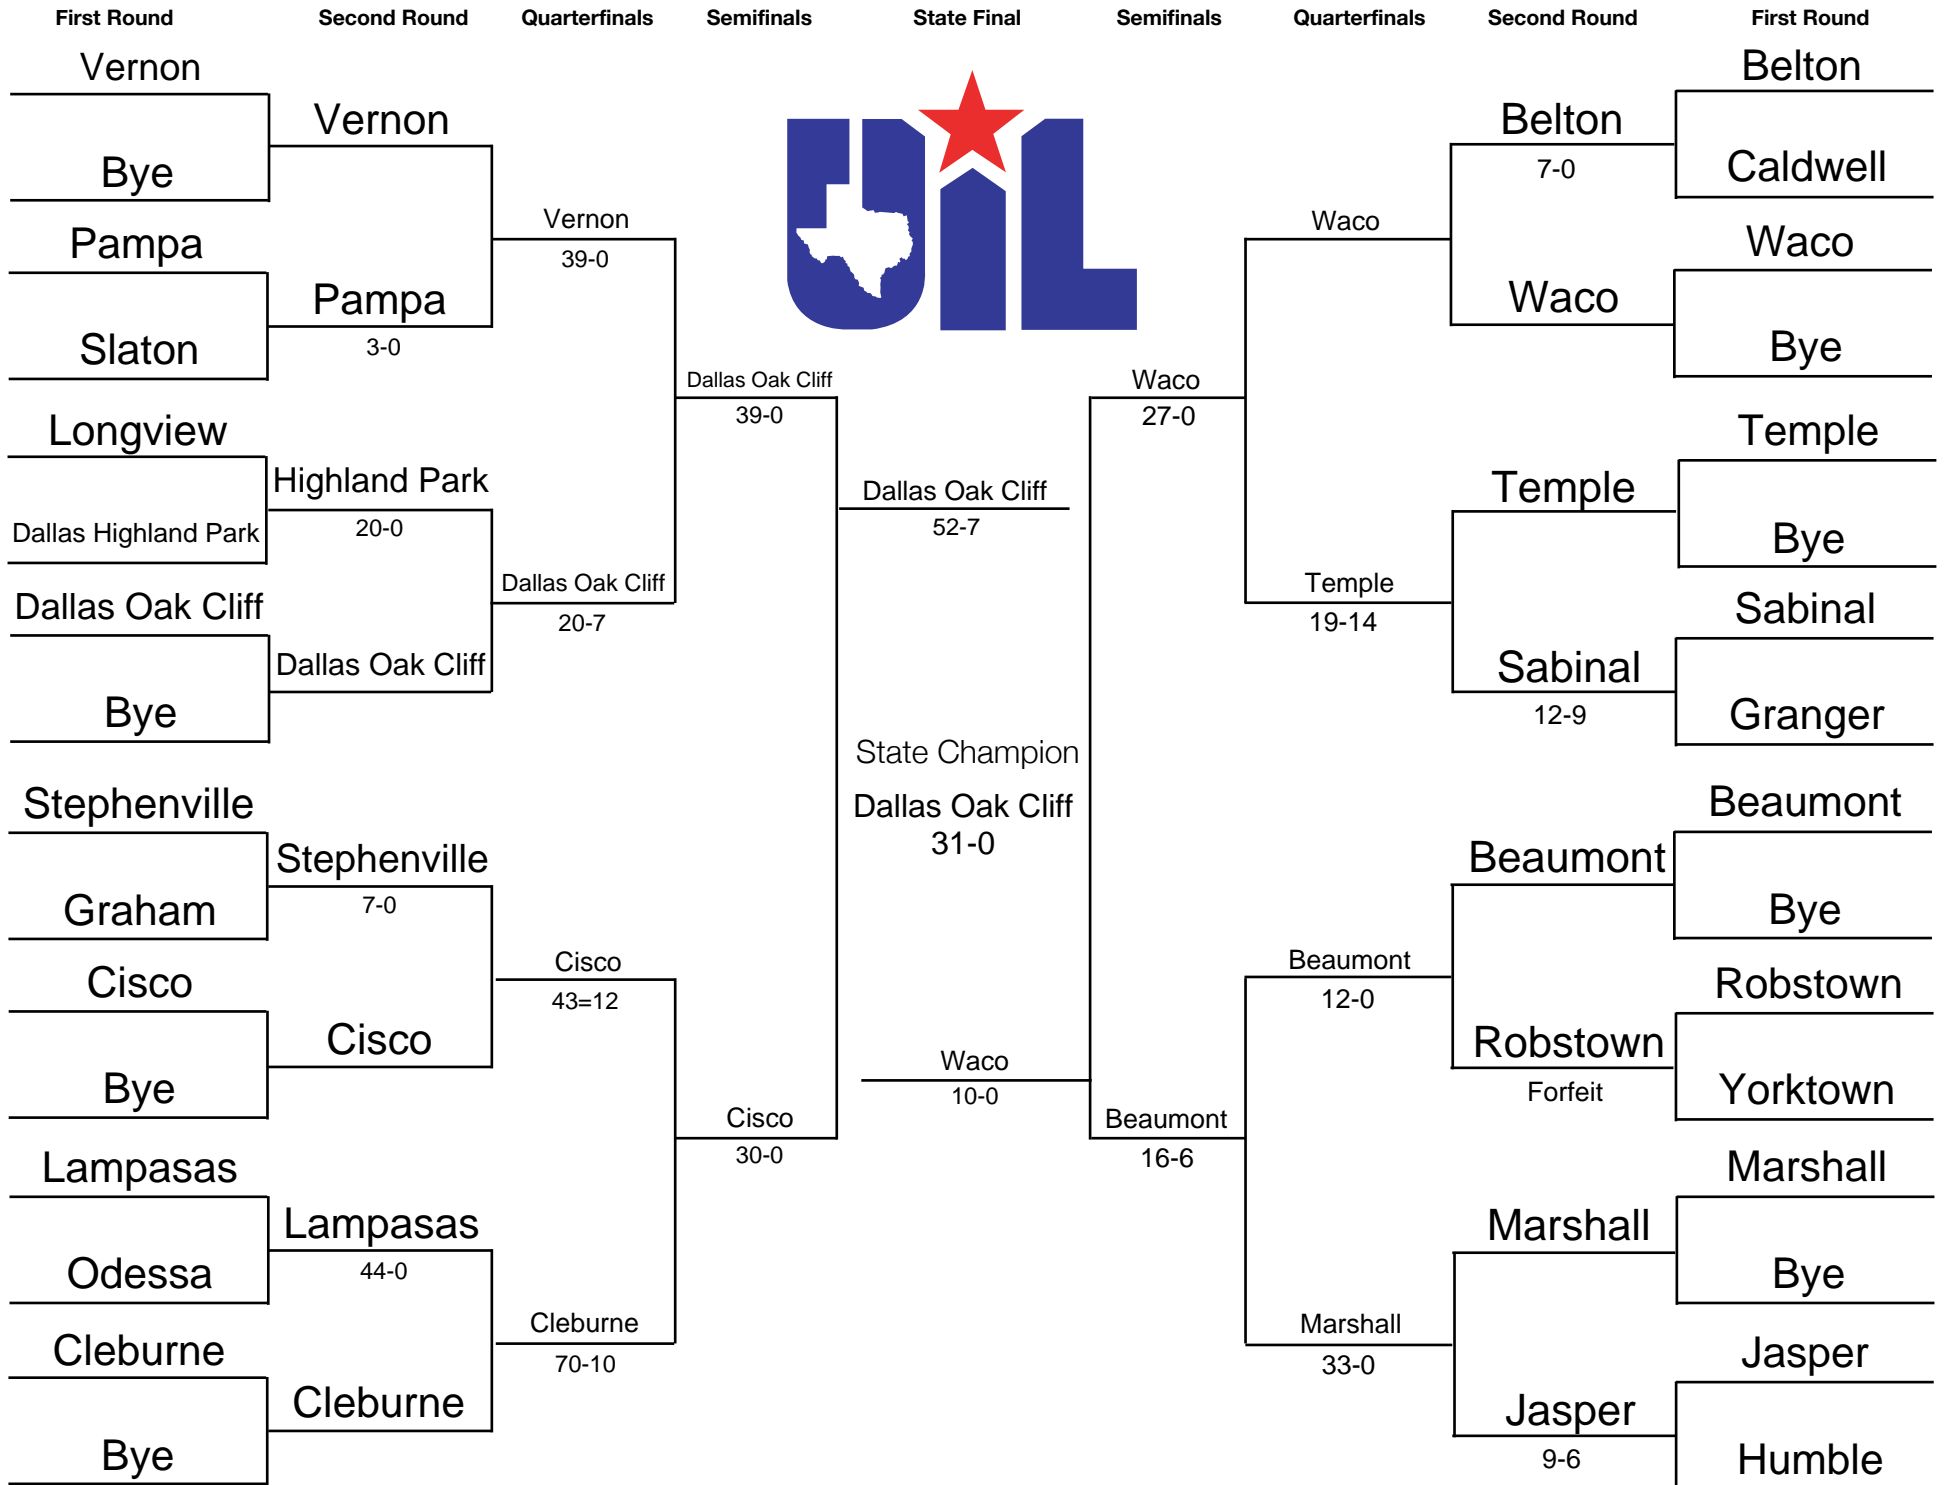 First Round Second Round Quarterfinals Semifinals State Final Semifinals Quarterfinals Second Round First Round
Vernon
Bye
Pampa
Slaton
Longview
Dallas Highland Park
Dallas Oak Cliff
Bye
Stephenville
Graham
Cisco
Bye
Lampasas
Odessa
Cleburne
Bye
Vernon
Pampa
3-0
Highland Park
20-0
Dallas Oak Cliff
Stephenville
7-0
Cisco
Lampasas
44-0
Cleburne
Vernon
39-0
Dallas Oak Cliff
20-7
Cisco
43=12
Cleburne
70-10
Dallas Oak Cliff
39-0
Cisco
30-0
UIL
Dallas Oak Cliff
52-7
State Champion
Dallas Oak Cliff
31-0
Waco
10-0
Waco
27-0
Beaumont
16-6
Waco
Temple
19-14
Beaumont
12-0
Marshall
33-0
Belton
7-0
Waco
Temple
Sabinal
12-9
Beaumont
Robstown
Forfeit
Marshall
Jasper
9-6
Belton
Caldwell
Waco
Bye
Temple
Bye
Sabinal
Granger
Beaumont
Bye
Robstown
Yorktown
Marshall
Bye
Jasper
Humble